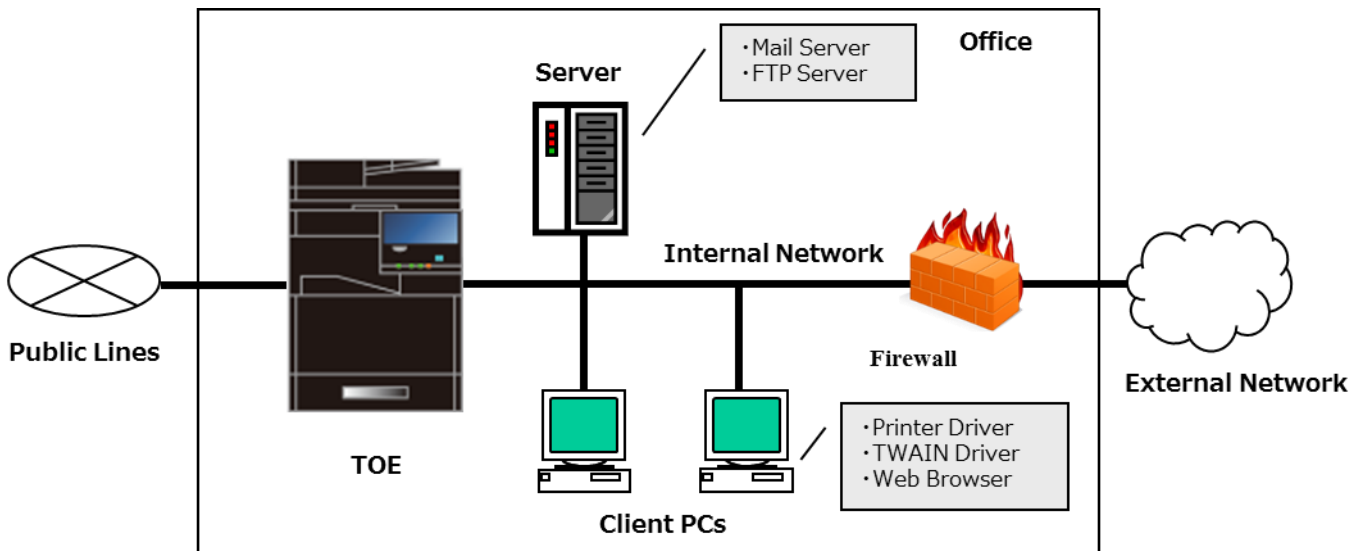 Office
・Mail Server
・FTP Server
Server
Internal Network
Public Lines
Firewall
External Network
TOE
・Printer Driver
・TWAIN Driver
・Web Browser
Client PCs